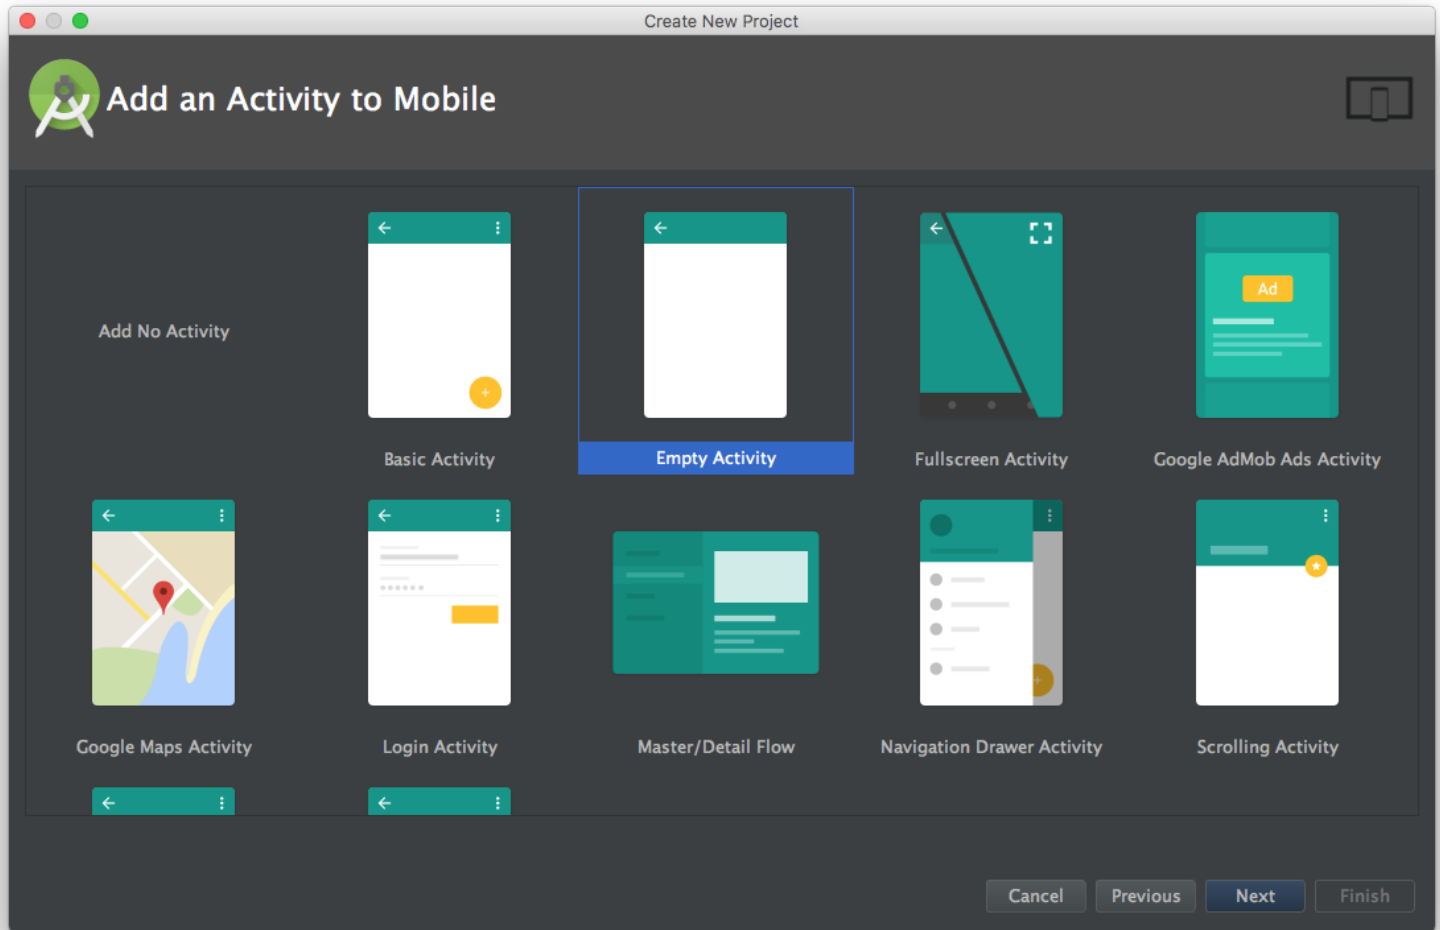 Create New Project
Add an Activity to Mobile
Add No Activity
Basic Activity
Empty Activity
Fullscreen Activity
Ad
Google AdMob Ads Activity
Google Maps Activity
Login Activity
Master/Detail Flow
Navigation Drawer Activity
Scrolling Activity
Cancel
Previous
Next
Finish